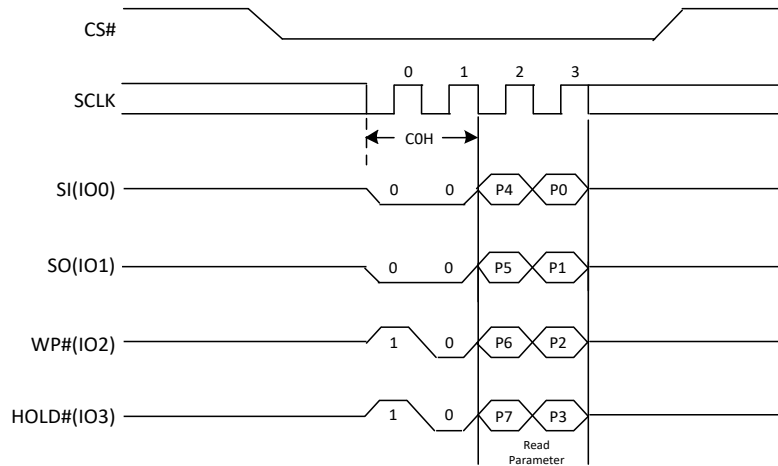 CS#
0 1 2 3
SCLK
C0H
SI(IO0) 0 0 P4 P0
SO(IO1) 0 0 P5 P1
WP#(IO2) 1 0 P6 P2
HOLD#(IO3) 1 0 P7 P3
Read
Parameter